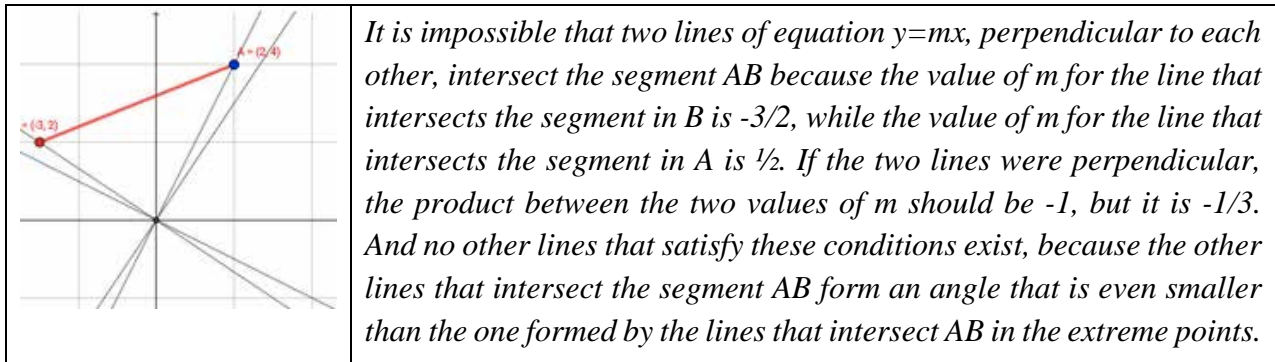 A = (2, 4)
= (-3, 2)
It is impossible that two lines of equation y=mx, perpendicular to each
other, intersect the segment AB because the value of m for the line that
intersects the segment in B is -3/2, while the value of m for the line that
intersects the segment in A is ½. If the two lines were perpendicular,
the product between the two values of m should be -1, but it is -1/3.
And no other lines that satisfy these conditions exist, because the other
lines that intersect the segment AB form an angle that is even smaller
than the one formed by the lines that intersect AB in the extreme points.